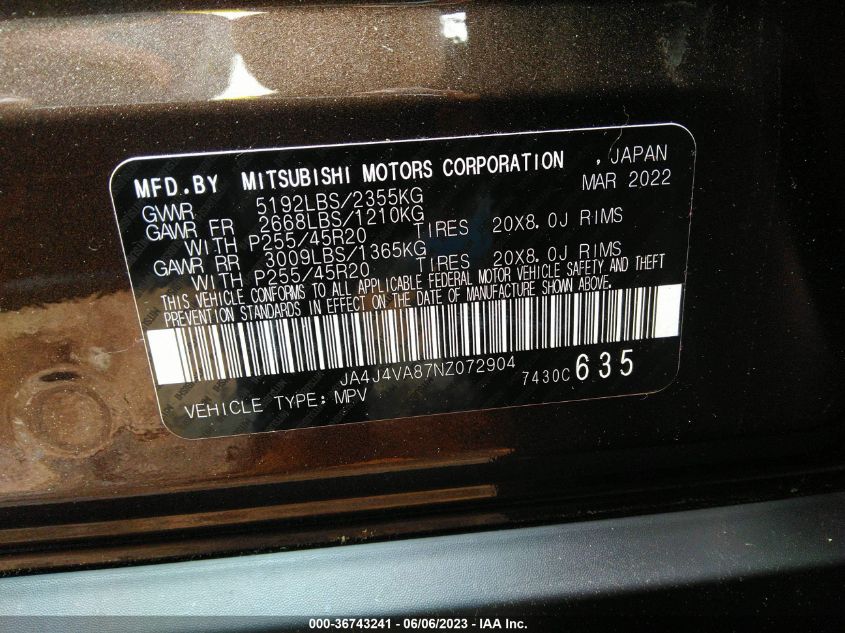 MFD.BY MITSUBISHI MOTORS CORPORATION , JAPAN
MAR 2022
GVWR 5192LBS/2355KG
GAWR FR 2668LBS/1210KG
WITH P255/45R20 TIRES 20X8.0J RIMS
GAWR RR 3009LBS/1365KG
WITH P255/45R20 TIRES 20X8.0J RIMS
THIS VEHICLE CONFORMS TO ALL APPLICABLE FEDERAL MOTOR VEHICLE SAFETY AND THEFT
PREVENTION STANDARDS IN EFFECT ON THE DATE OF MANUFACTURE SHOWN ABOVE.
JA4J4VA87NZ072904 7430C 635
VEHICLE TYPE: MPV
000-36743241 - 06/06/2023 - IAA Inc.